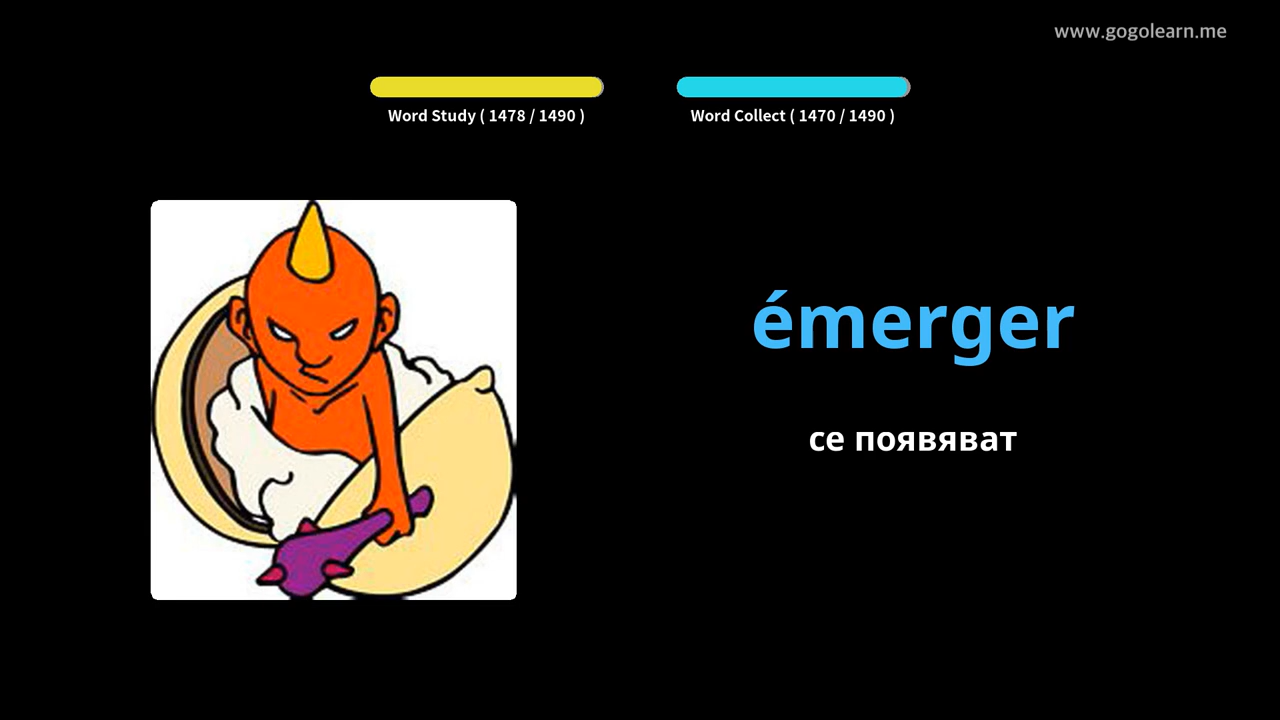 www.gogolearn.me
Word Study ( 1478 / 1490 )
Word Collect ( 1470 / 1490 )
émerger
се появяват